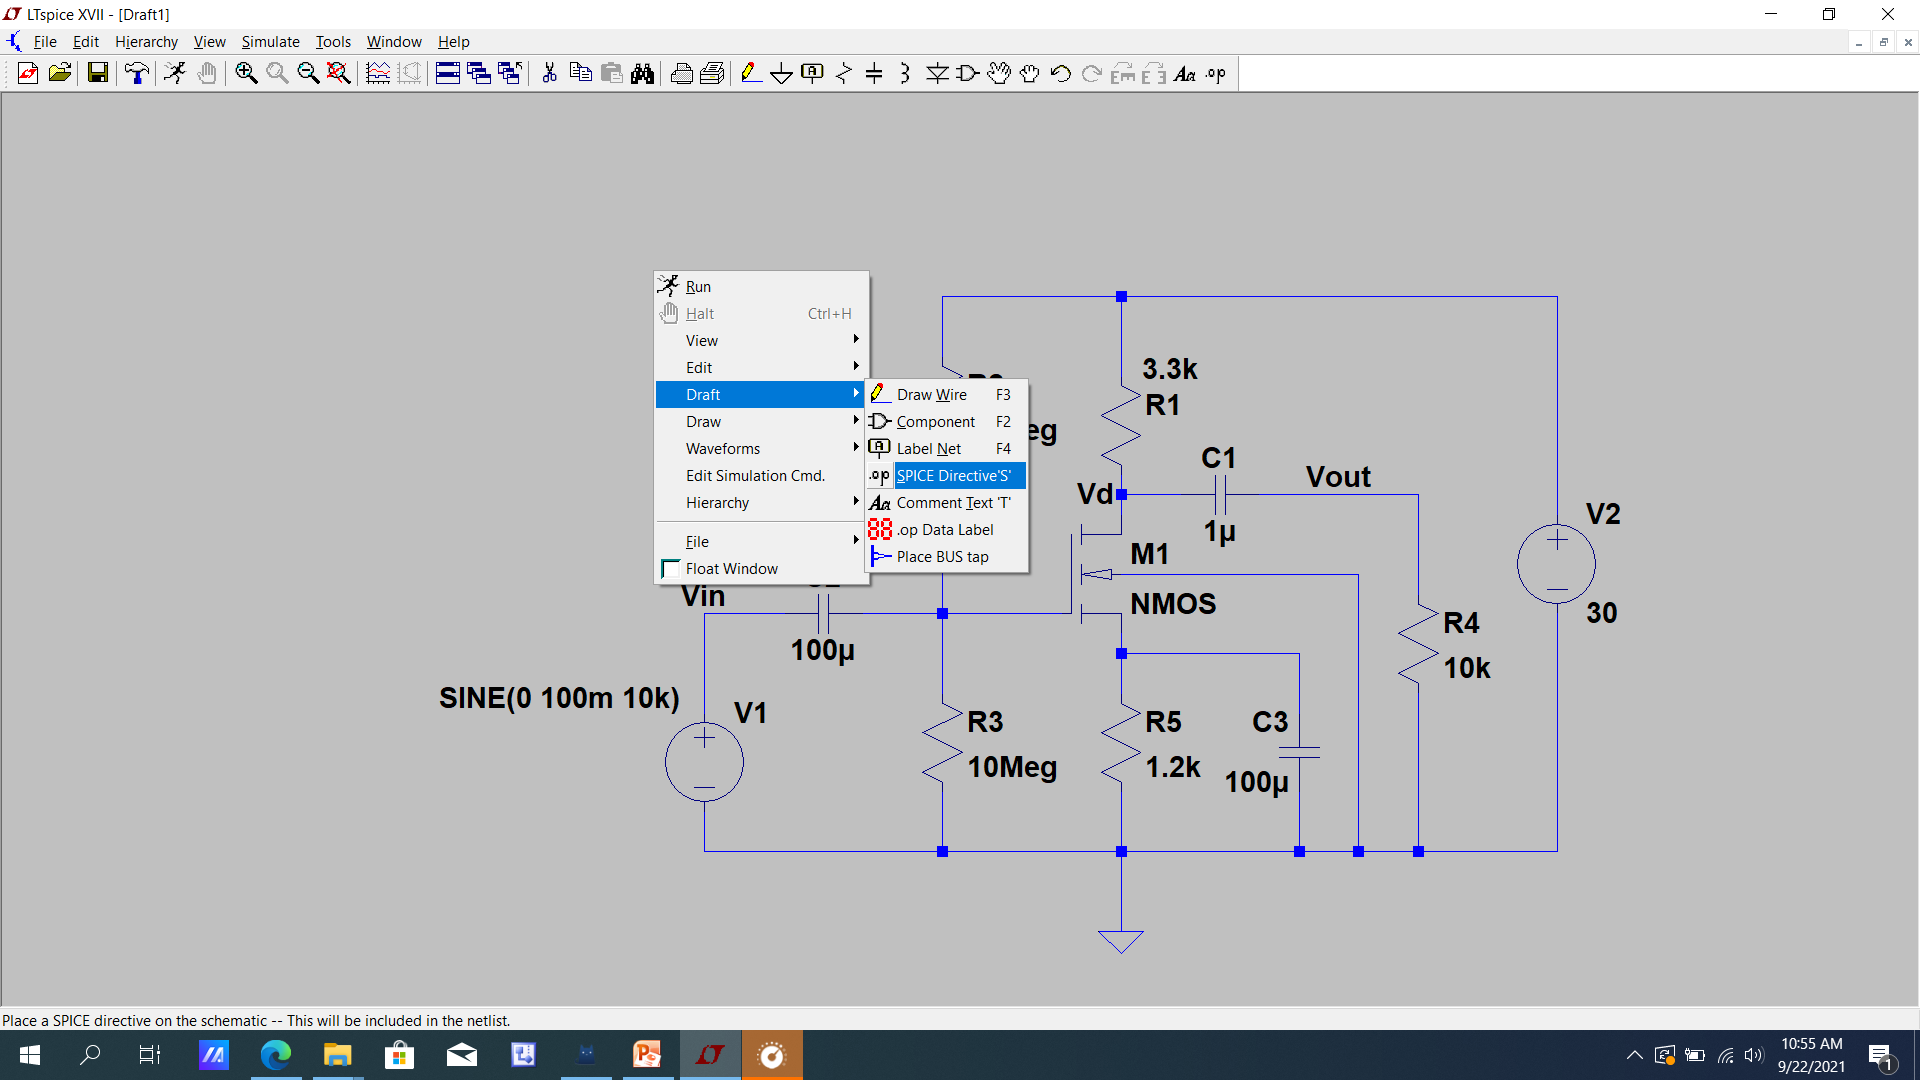 LTspice XVII - [Draft1]
File Edit Hierarchy View Simulate Tools Window Help
Run
Halt Ctrl+H
View
Edit
Draft
Draw
Waveforms
Edit Simulation Cmd.
Hierarchy
File
Float Window
Draw Wire F3
Component F2
Label Net F4
.op SPICE Directive'S'
Comment Text 'T'
.op Data Label
Place BUS tap
3.3k
R1
eg
C1
1µ
Vout
Vd
M1
NMOS
V2
30
R4
10k
Vin
100µ
SINE(0 100m 10k)
V1
R3
10Meg
R5
1.2k
C3
100µ
Place a SPICE directive on the schematic -- This will be included in the netlist.
10:55 AM
9/22/2021
1